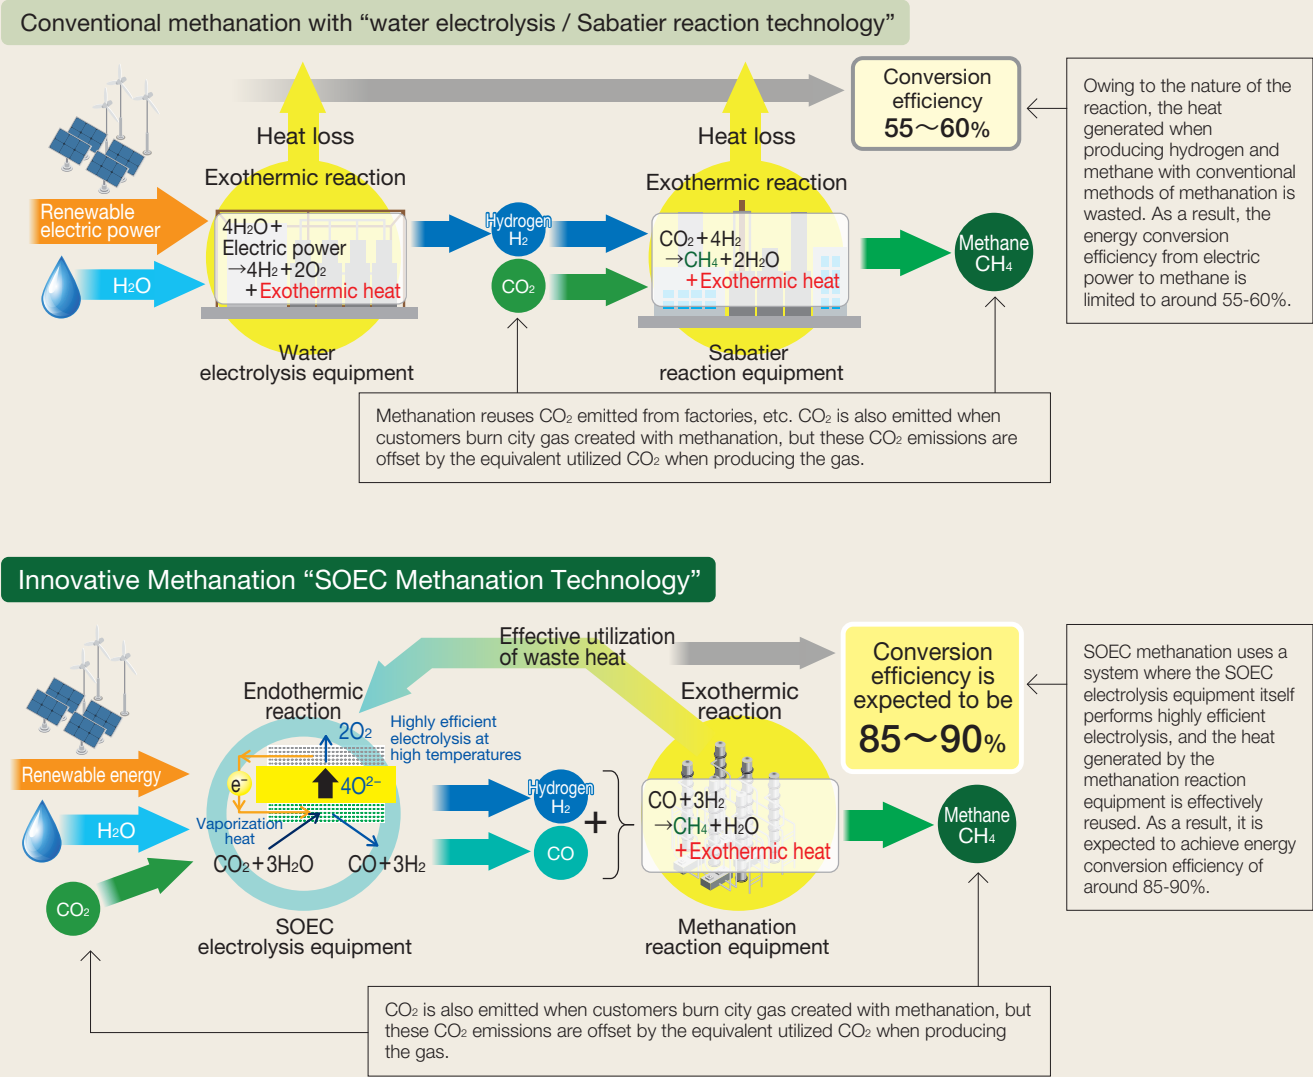 Conventional methanation with “water electrolysis / Sabatier reaction technology”
Heat loss
Exothermic reaction
Renewable
electric power
H₂O
4H₂O+
Electric power
→4H₂+2O₂
+Exothermic heat
Water
electrolysis equipment
Hydrogen
H₂
CO₂
Heat loss
Exothermic reaction
CO₂+4H₂
→CH₄+2H₂O
+Exothermic heat
Sabatier
reaction equipment
Methane
CH₄
Conversion
efficiency
55～60%
Owing to the nature of the
reaction, the heat
generated when
producing hydrogen and
methane with conventional
methods of methanation is
wasted. As a result, the
energy conversion
efficiency from electric
power to methane is
limited to around 55-60%.
Methanation reuses CO₂ emitted from factories, etc. CO₂ is also emitted when
customers burn city gas created with methanation, but these CO₂ emissions are
offset by the equivalent utilized CO₂ when producing the gas.
Innovative Methanation “SOEC Methanation Technology”
Effective utilization
of waste heat
Endothermic
reaction
Renewable energy
H₂O
CO₂
2O₂
Highly efficient
electrolysis at
high temperatures
e⁻
4O²⁻
Vaporization
heat
CO₂+3H₂O
CO+3H₂
SOEC
electrolysis equipment
Hydrogen
H₂
+
CO
Exothermic
reaction
CO+3H₂
→CH₄+H₂O
+Exothermic heat
Methanation
reaction equipment
Methane
CH₄
Conversion
efficiency is
expected to be
85～90%
SOEC methanation uses a
system where the SOEC
electrolysis equipment itself
performs highly efficient
electrolysis, and the heat
generated by the
methanation reaction
equipment is effectively
reused. As a result, it is
expected to achieve energy
conversion efficiency of
around 85-90%.
CO₂ is also emitted when customers burn city gas created with methanation, but
these CO₂ emissions are offset by the equivalent utilized CO₂ when producing
the gas.